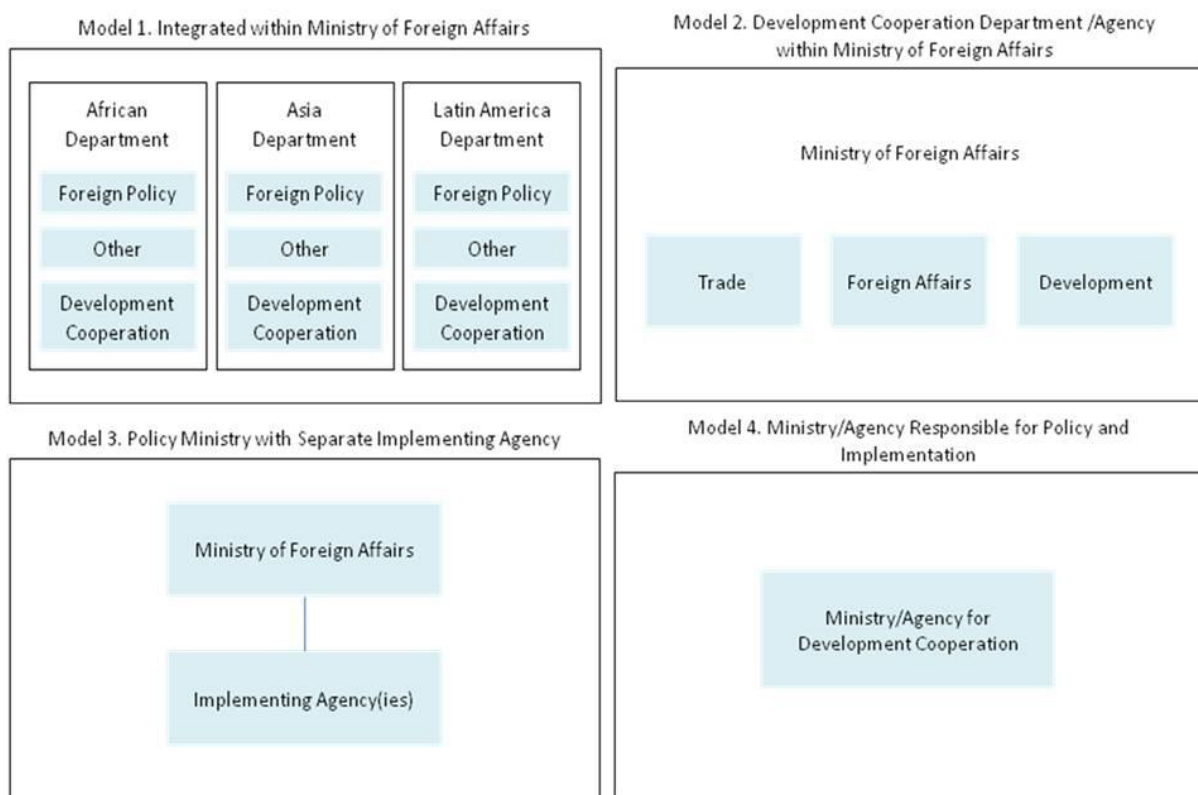 Model 1. Integrated within Ministry of Foreign Affairs
African
Department
Foreign Policy
Other
Development
Cooperation
Asia
Department
Foreign Policy
Other
Development
Cooperation
Latin America
Department
Foreign Policy
Other
Development
Cooperation
Model 2. Development Cooperation Department /Agency
within Ministry of Foreign Affairs
Ministry of Foreign Affairs
Trade
Foreign Affairs
Development
Model 3. Policy Ministry with Separate Implementing Agency
Ministry of Foreign Affairs
Implementing Agency(ies)
Model 4. Ministry/Agency Responsible for Policy and
Implementation
Ministry/Agency for
Development Cooperation